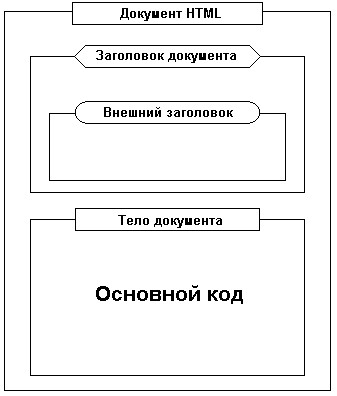 Документ HTML
Заголовок документа
Внешний заголовок
Тело документа
Основной код